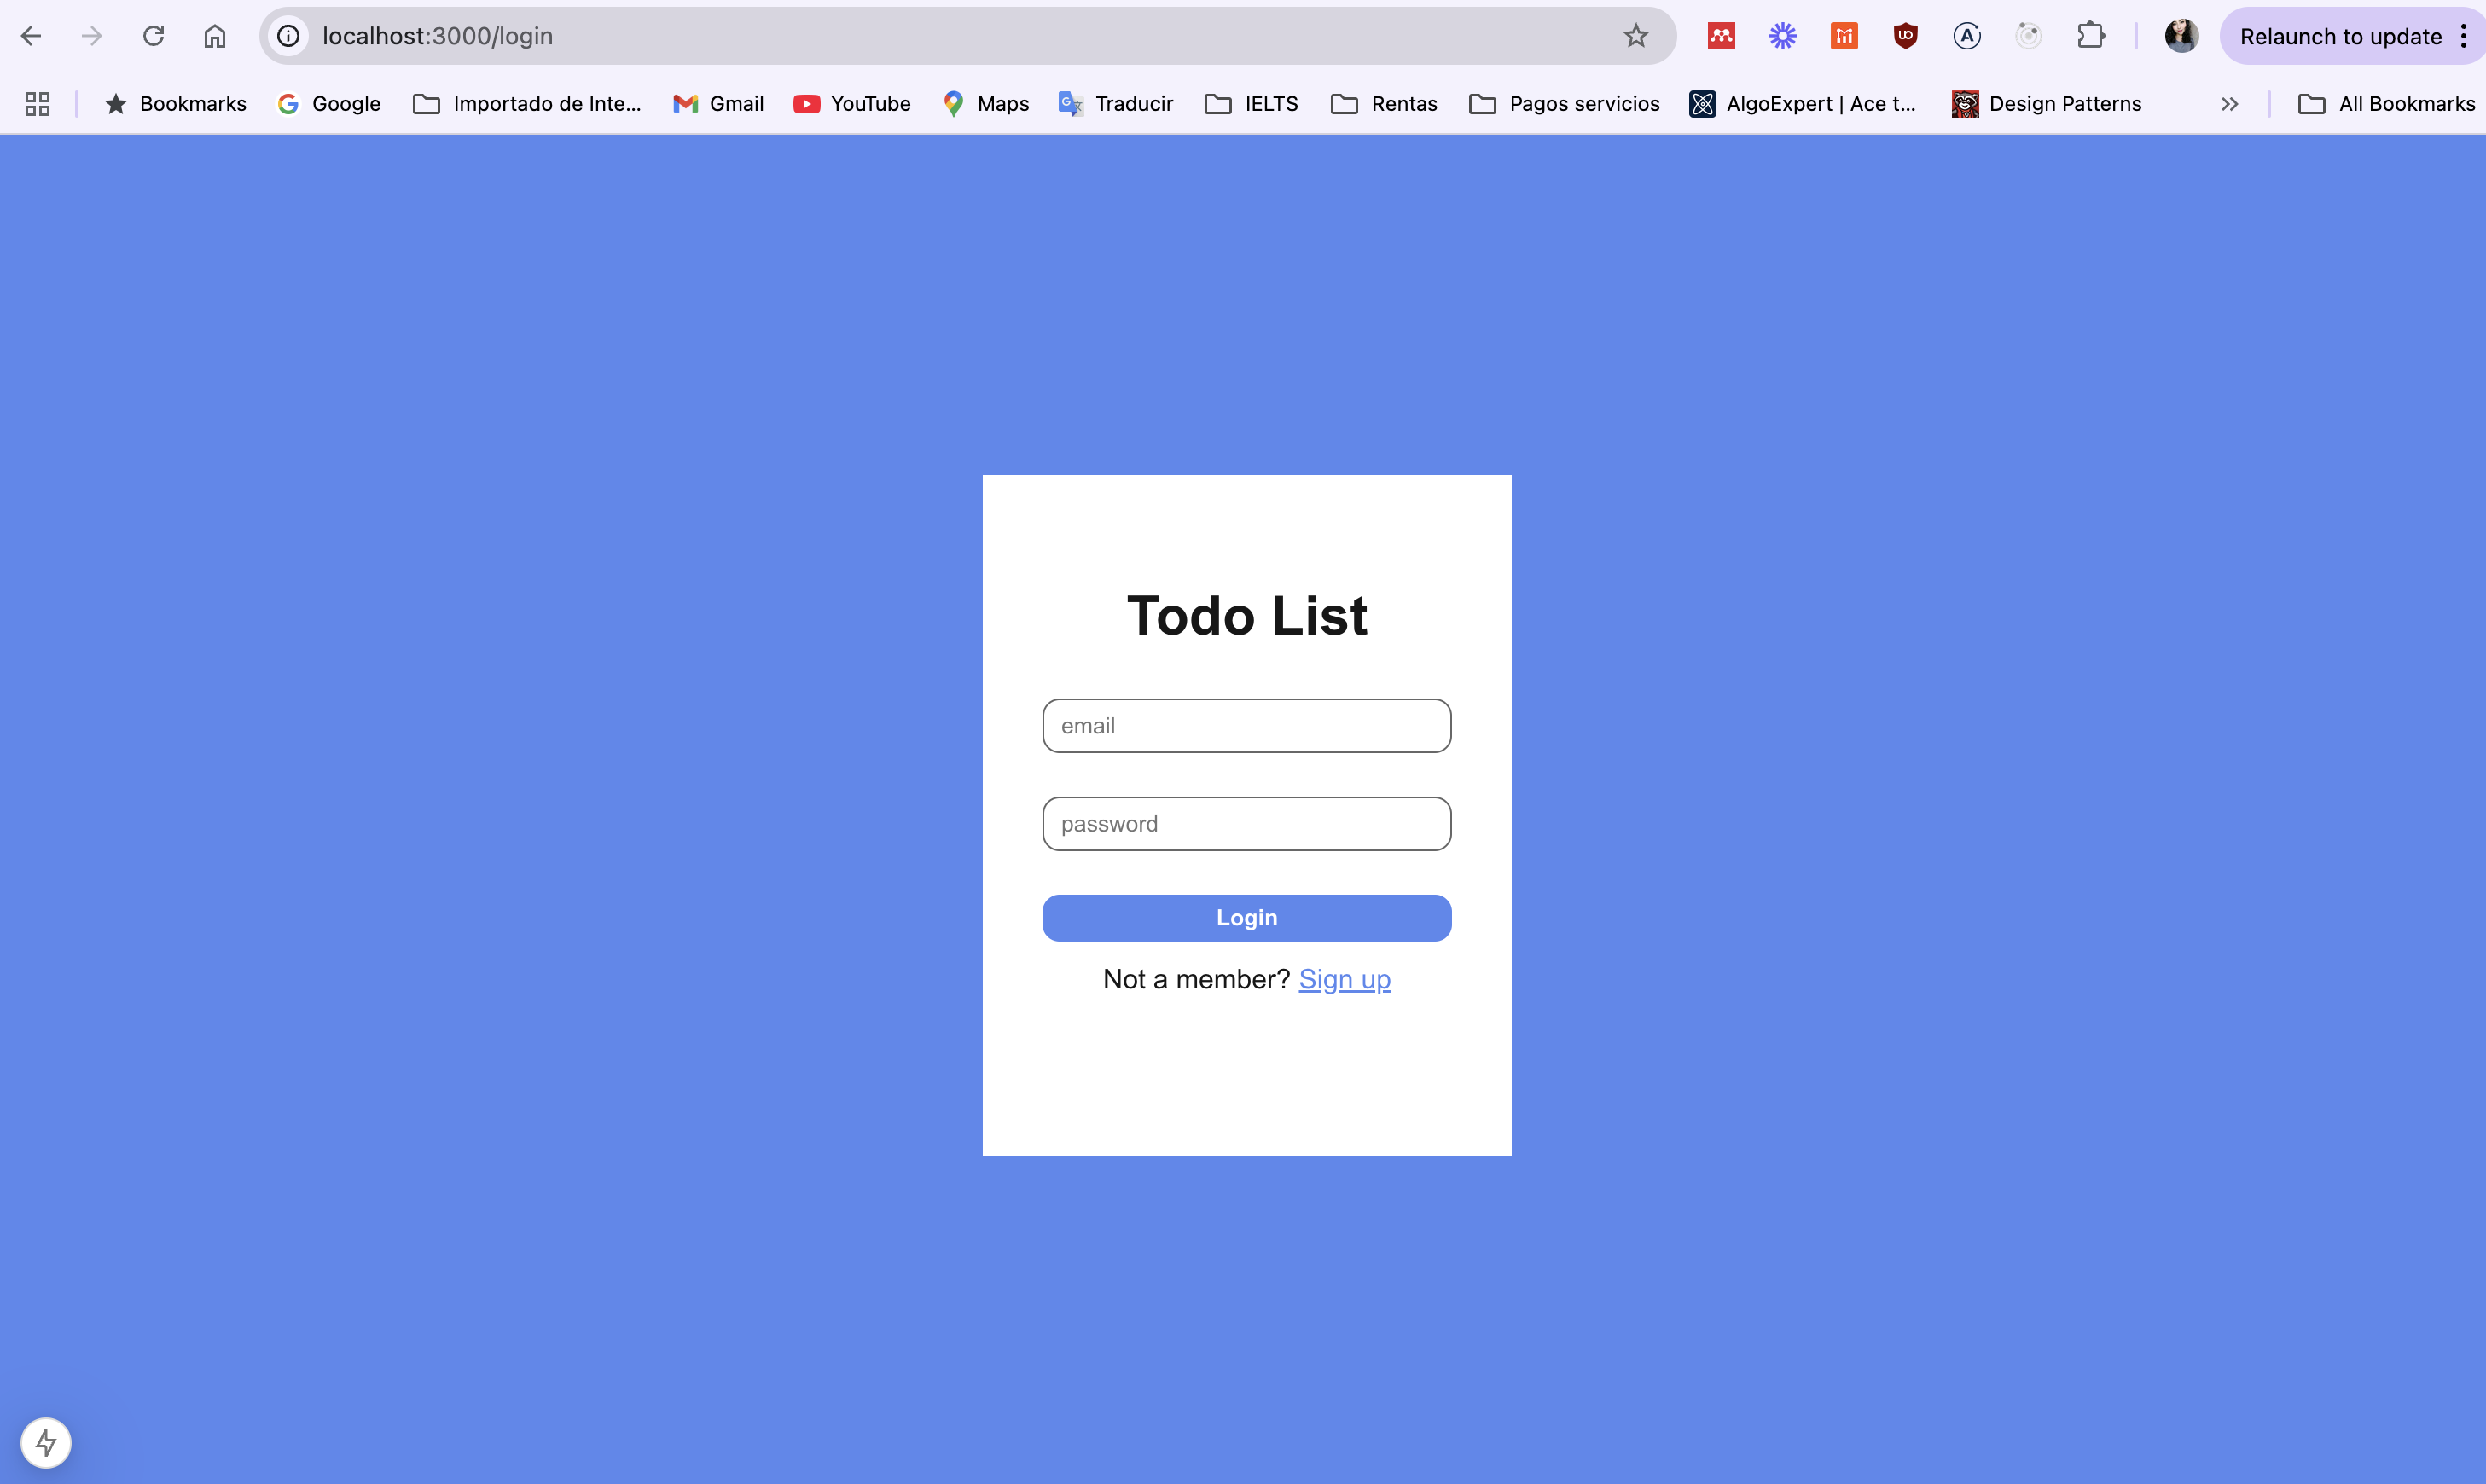 localhost:3000/login
Relaunch to update
Bookmarks Google Importado de Inte... Gmail YouTube Maps Traducir IELTS Rentas Pagos servicios AlgoExpert | Ace t... Design Patterns All Bookmarks
Todo List
email
password
Login
Not a member? Sign up